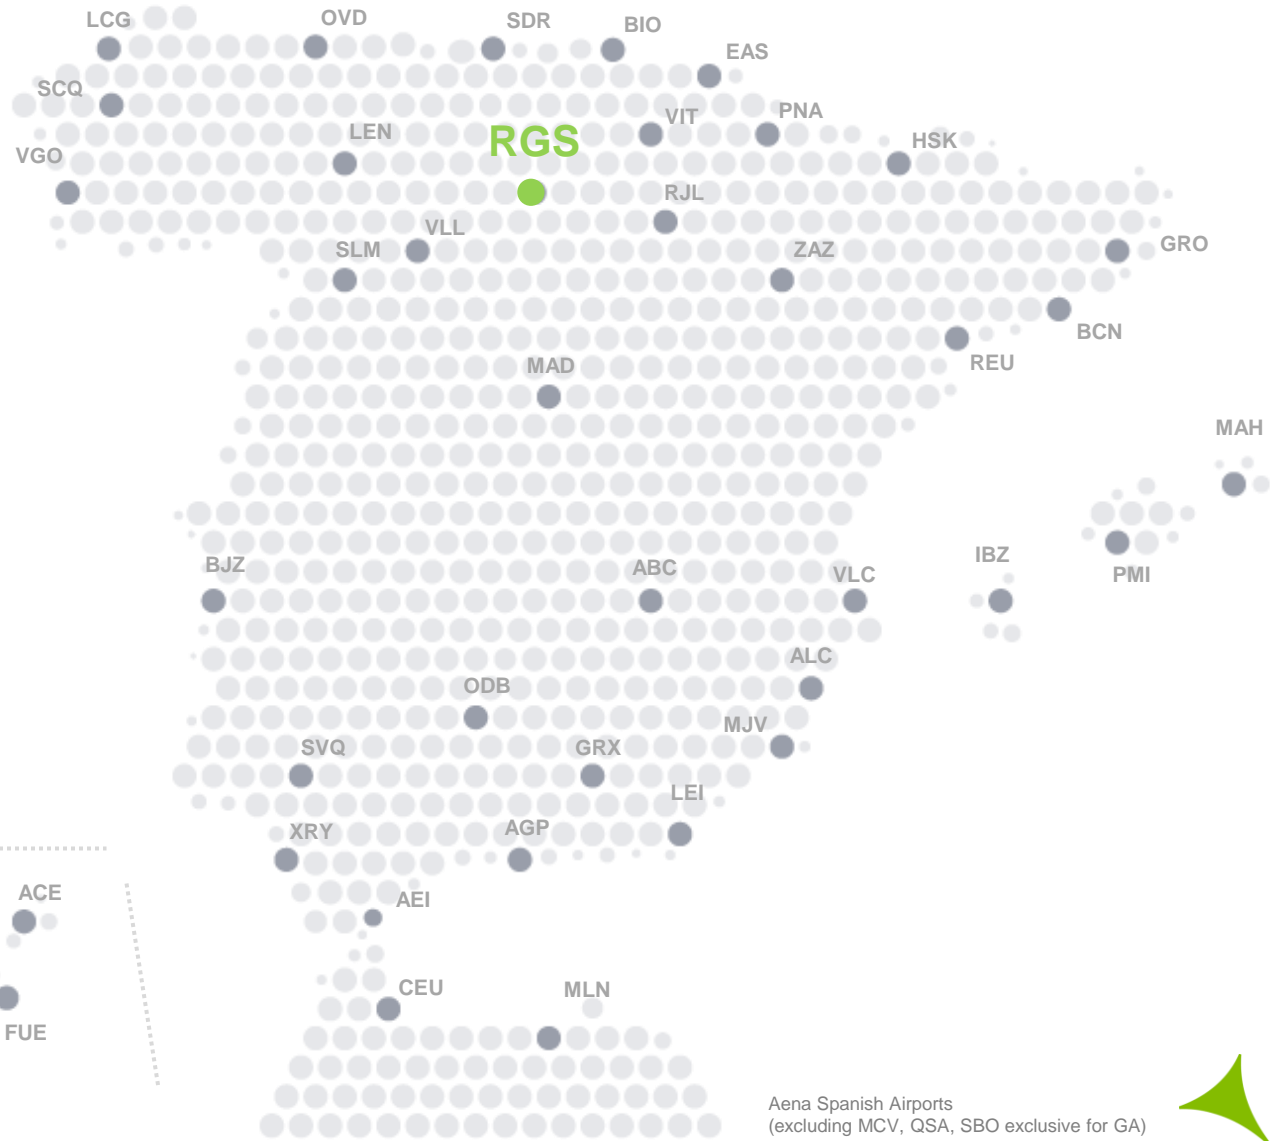 LCG
OVD
SDR
BIO
EAS
SCQ
VIT
PNA
LEN
RGS
HSK
VGO
RJL
VLL
SLM
ZAZ
GRO
BCN
REU
MAD
MAH
BJZ
ABC
VLC
IBZ
PMI
ALC
ODB
MJV
SVQ
GRX
LEI
XRY
AGP
ACE
AEI
CEU
MLN
FUE
Aena Spanish Airports
(excluding MCV, QSA, SBO exclusive for GA)